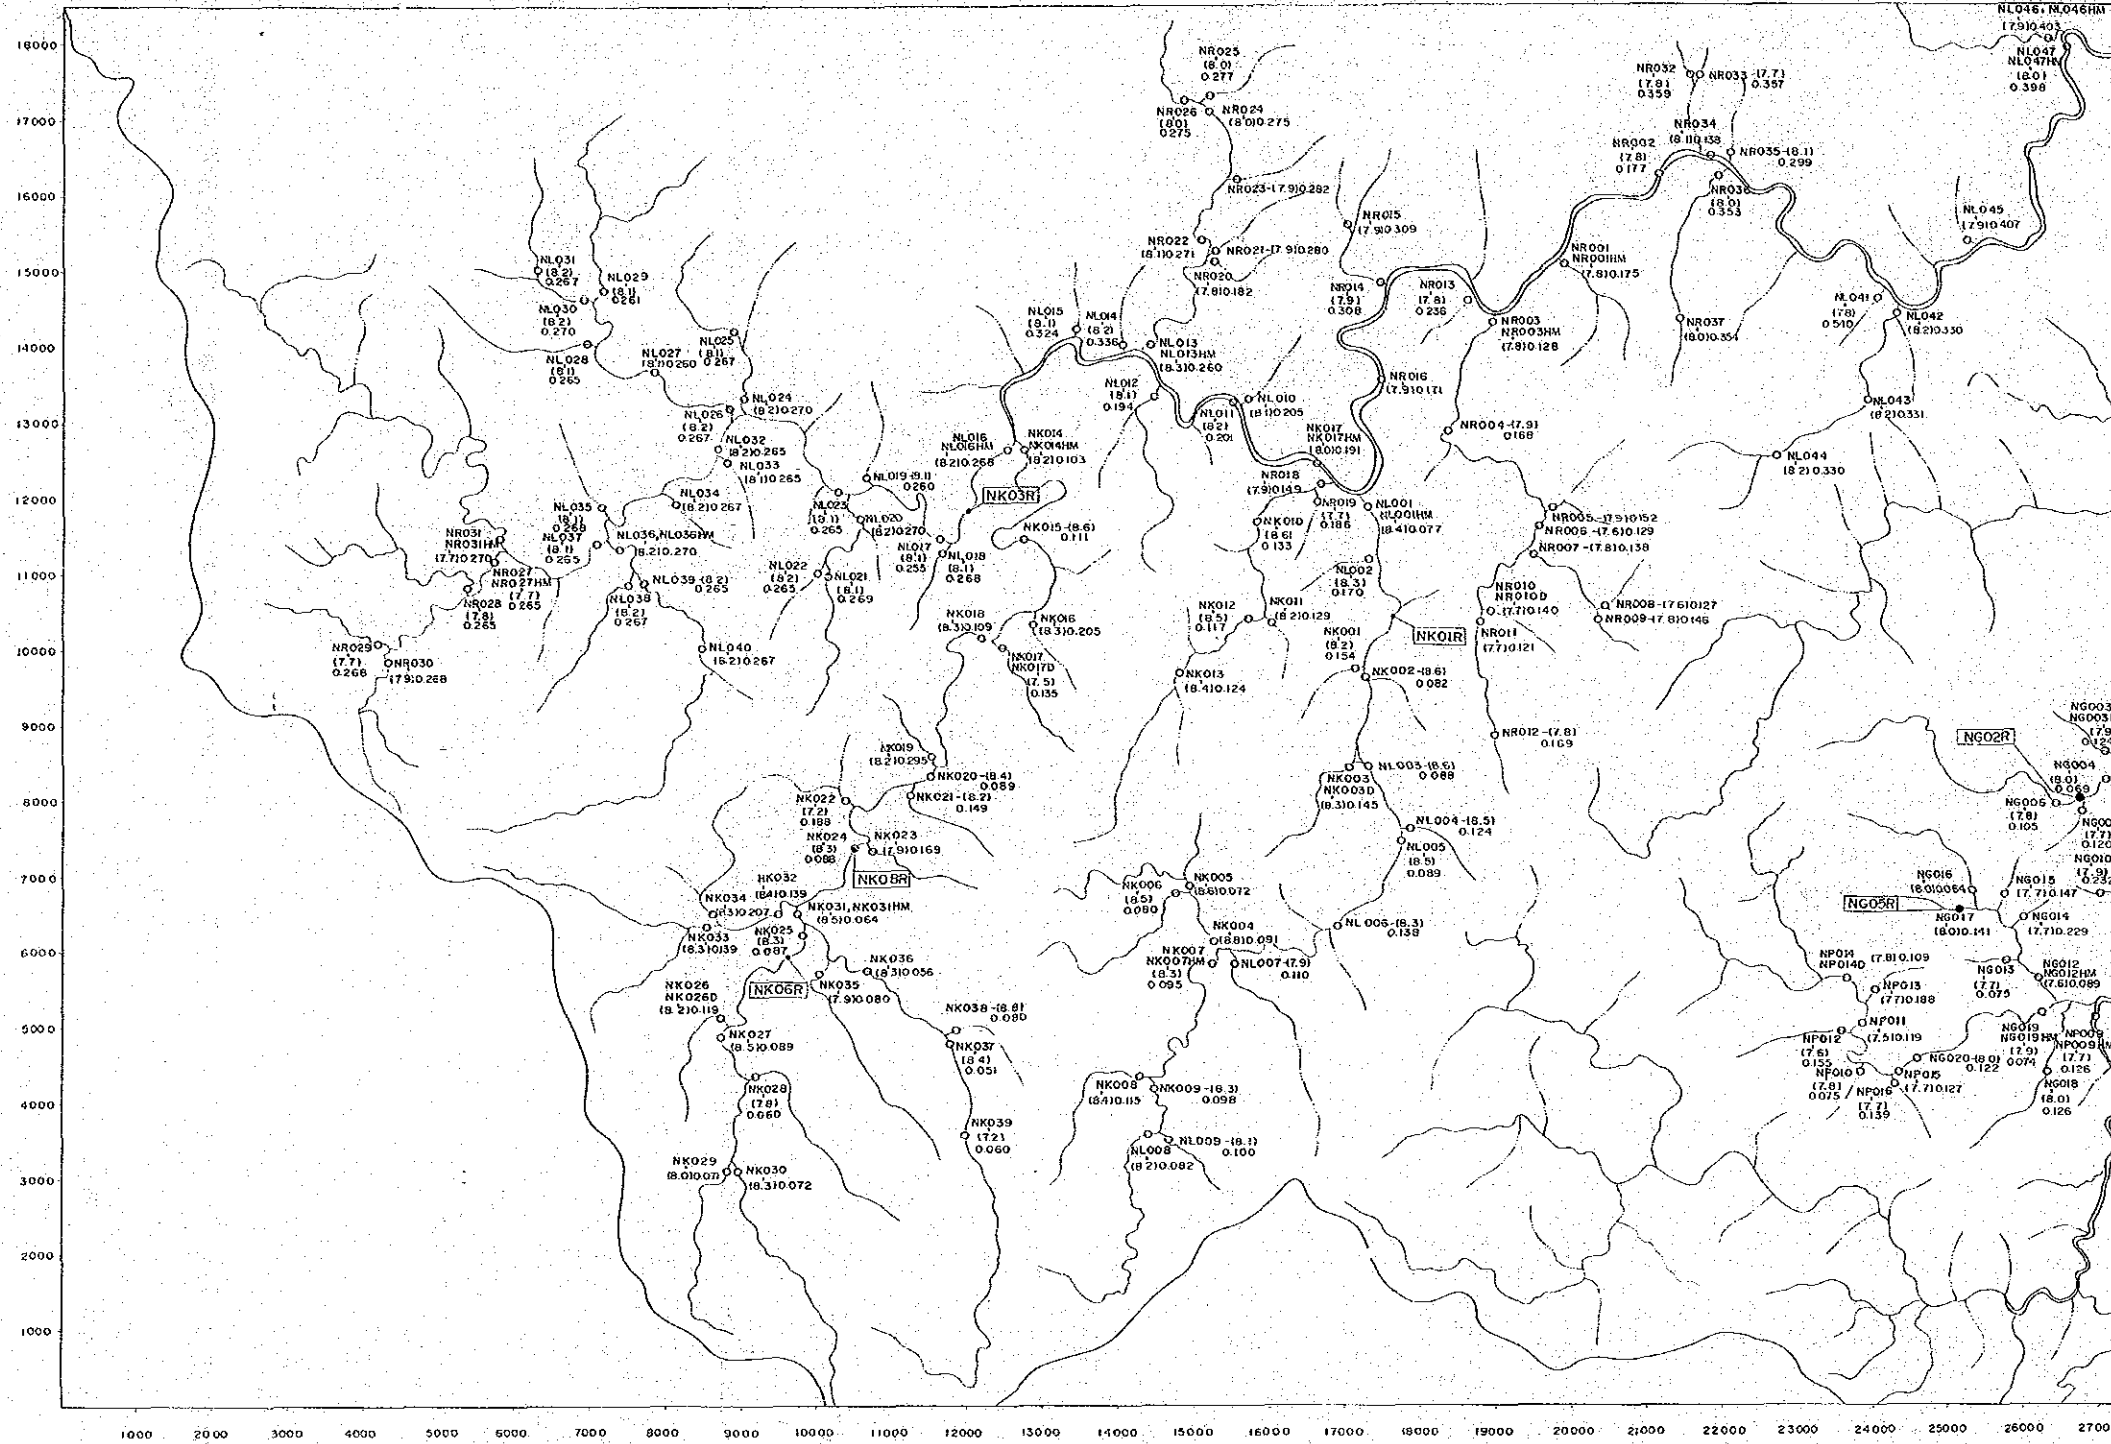 NL046, NL046HM
(7.9)0.403
NL047
NL047HM
(8.0)
0.398
18000
NR025
(8.0)
0.277
NR032
(7.8)
0.359
NR033-(7.7)
0.357
17000
NR026
(8.0)
0.275
NR024
(8.0)0.275
NR034
(8.1)0.138
NR002
(7.8)
0.177
NR035-(8.1)
0.299
16000
NR023-(7.9)0.282
NR036
(8.0)
0.353
NR015
(7.9)0.309
NL045
(7.9)0.407
NR022
(8.1)0.271
NR021-(7.9)0.280
NR001
NR001HM
(7.8)0.175
15000
NL031
(8.2)
0.267
NL029
(8.1)
0.261
NR020
(7.8)0.182
NR014
(7.9)
0.308
NR013
(7.8)
0.236
NL041
(7.8)
0.510
NL030
(8.2)
0.270
NL015
(8.1)
0.324
NL014
(8.2)
0.336
NR003
NR003HM
(7.8)0.128
NR037
(8.0)0.354
NL042
(8.2)0.330
14000
NL028
(8.1)
0.265
NL027
(8.1)0.260
NL025
(8.1)
0.267
NL013
NL013HM
(8.3)0.260
NL012
(8.1)
0.194
NR016
(7.9)0.171
NL024
(8.2)0.270
NL011
(8.2)
0.201
NL010
(8.1)0.205
NL043
(8.2)0.331
13000
NL026
(8.2)
0.267
NL032
(8.2)0.265
NL033
(8.1)0.265
NL016
NL016HM
(8.2)0.268
NK014
NK014HM
(8.2)0.103
NK017
NK017HM
(8.0)0.191
NR004-(7.9)
0.168
NL044
(8.2)0.330
12000
NL035
(8.1)
0.268
NL034
(8.2)0.267
NL019-(9.1)
0.260
NK03R
NR018
(7.9)0.149
NR019
(7.7)
0.186
NL001
NL001HM
(8.4)0.077
NL023
(8.1)
0.265
NL020
(8.2)0.270
NK015-(8.6)
0.111
NK010
(8.6)
0.133
NR005-(7.9)0.152
NR006-(7.6)0.129
NR007-(7.8)0.138
NR031
NR031HM
(7.7)0.270
NL037
(8.1)
0.265
NL036, NL036HM
(8.2)0.270
NL017
(8.1)
0.255
NL018
(8.1)
0.268
11000
NR027
NR027HM
(7.7)
0.265
NL038
(8.2)
0.267
NL039-(8.2)
0.265
NL022
(8.2)
0.265
NL021
(8.1)
0.269
NL002
(8.3)
0.170
NR010
NR010D
(7.7)0.140
NR008-(7.6)0.127
NR009-(7.8)0.146
NR028
(7.8)
0.265
NK018
(8.3)0.109
NK016
(8.3)0.205
NK012
(8.5)
0.117
NK011
(8.2)0.129
NK01R
NR011
(7.7)0.121
10000
NR029
(7.7)
0.268
NR030
(7.9)0.268
NL040
(8.2)0.267
NK017
NK017D
(7.5)
0.135
NK013
(8.4)0.124
NK001
(8.2)
0.154
NK002-(8.6)
0.082
9000
NR012-(7.8)
0.169
NG02R
NK019
(8.2)0.295
NK020-(8.4)
0.089
NK021-(8.2)
0.149
NK003
NK003D
(8.3)0.145
NL003-(8.6)
0.088
NG004
(8.0)
0.069
8000
NK022
(7.2)
0.188
NG005
(7.8)
0.105
NK024
(8.3)
0.088
NK023
(7.9)0.169
NL004-(8.5)
0.124
NL005
(8.5)
0.089
7000
NK08R
NK034
(8.3)0.207
NK032
(8.4)0.139
NK031, NK031HM
(8.5)0.064
NK006
(8.5)
0.080
NK005
(8.6)0.072
NG016
(8.0)0.064
NG015
(7.7)0.147
NG05R
NG017
(8.0)0.141
NG014
(7.7)0.229
6000
NK033
(8.3)0.139
NK025
(8.3)
0.087
NK004
(8.8)0.091
NL006-(8.3)
0.138
NK036
(8.3)0.056
NK007
NK007HM
(8.3)
0.095
NL007-(7.9)
0.110
NP014
NP014D
(7.8)0.109
NG013
(7.7)
0.075
NG012
NG012HM
(7.6)0.089
NK026
NK026D
(8.2)0.119
NK06R
NK035
(7.9)0.080
NP013
(7.7)0.188
5000
NK027
(8.5)0.089
NK038-(8.8)
0.080
NK037
(8.4)
0.051
NP012
(7.6)
0.155
NP011
(7.5)0.119
NG019
NG019HM
(7.9)
0.074
NP009
NP009HM
(7.7)
0.126
NG020-(8.0)
0.122
4000
NK028
(7.8)
0.060
NK008
(8.4)0.115
NK009-(8.3)
0.098
NP010
(7.8)
0.075
NP015
(7.7)0.127
NP016
(7.7)
0.139
NG018
(8.0)
0.126
NK039
(7.2)
0.060
NL008
(8.2)0.082
NL009-(8.1)
0.100
3000
NK029
(8.0)0.071
NK030
(8.3)0.072
2000
1000
1000 2000 3000 4000 5000 6000 7000 8000 9000 10000 11000 12000 13000 14000 15000 16000 17000 18000 19000 20000 21000 22000 23000 24000 25000 26000